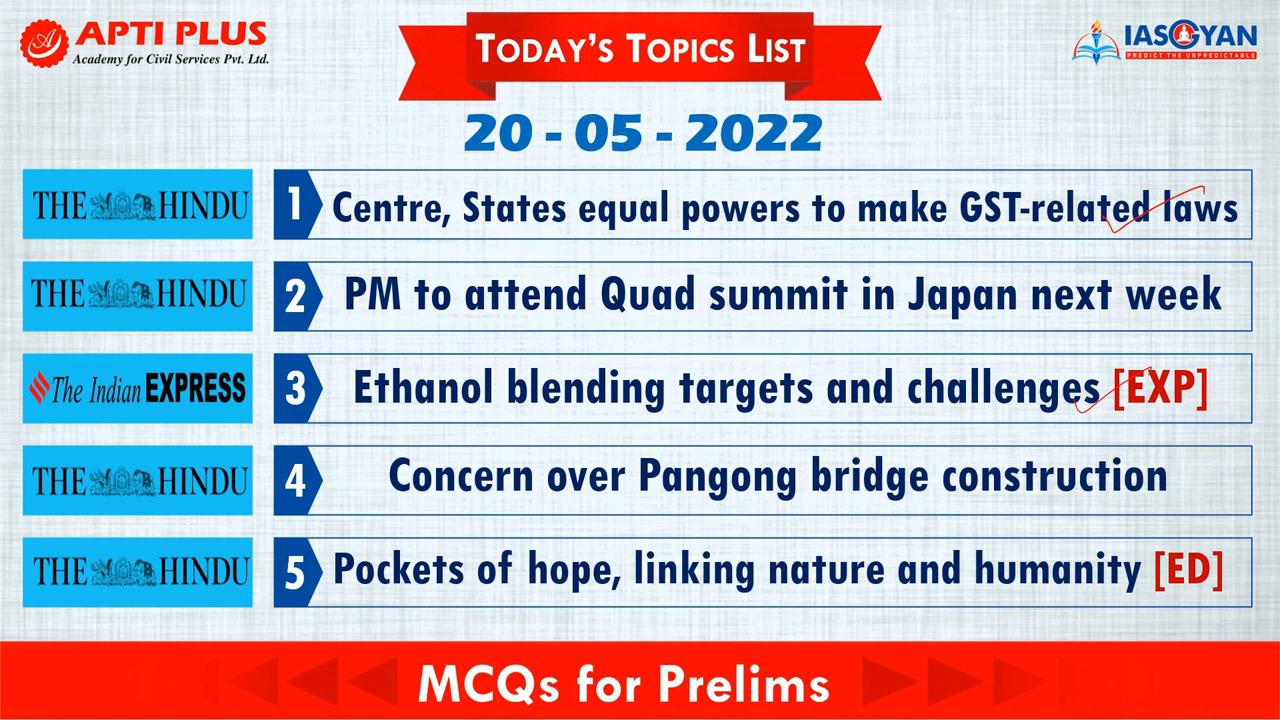 APTI PLUS
Academy for Civil Services Pvt. Ltd.
TODAY'S TOPICS LIST
IASGYAN
PREDICT THE UNPREDICTABLE
20 - 05 - 2022
THE HINDU
1 Centre, States equal powers to make GST-related laws
THE HINDU
2 PM to attend Quad summit in Japan next week
The Indian EXPRESS
3 Ethanol blending targets and challenges [EXP]
THE HINDU
4 Concern over Pangong bridge construction
THE HINDU
5 Pockets of hope, linking nature and humanity [ED]
MCQs for Prelims